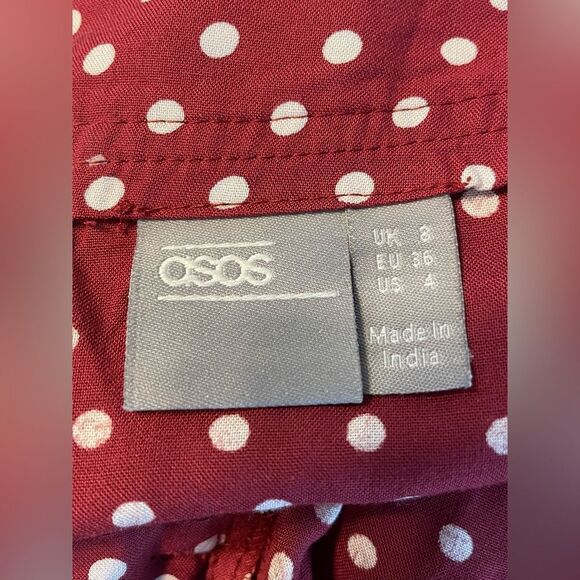 asos
UK 8
EU 36
US 4
Made In
India